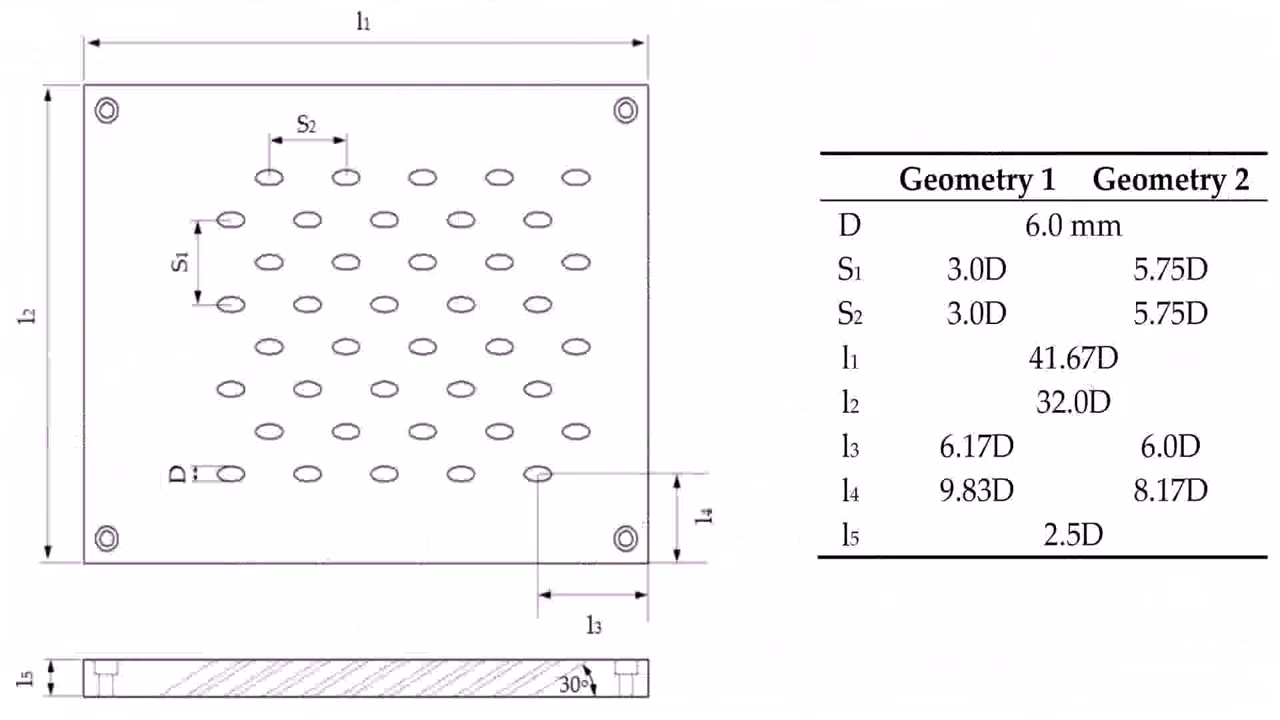 l1
S2
S1
l2
D
l4
l3
l5
30°
Geometry 1 Geometry 2
D 6.0 mm
S1 3.0D 5.75D
S2 3.0D 5.75D
l1 41.67D
l2 32.0D
l3 6.17D 6.0D
l4 9.83D 8.17D
l5 2.5D